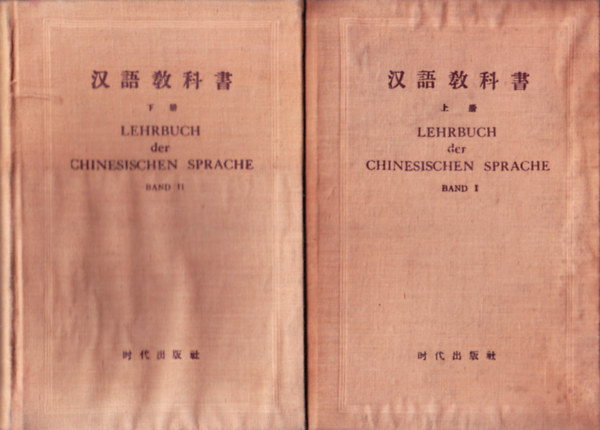 汉語教科書
下册
LEHRBUCH
der
CHINESISCHEN SPRACHE
BAND II
时代出版社
汉語教科書
上册
LEHRBUCH
der
CHINESISCHEN SPRACHE
BAND I
时代出版社